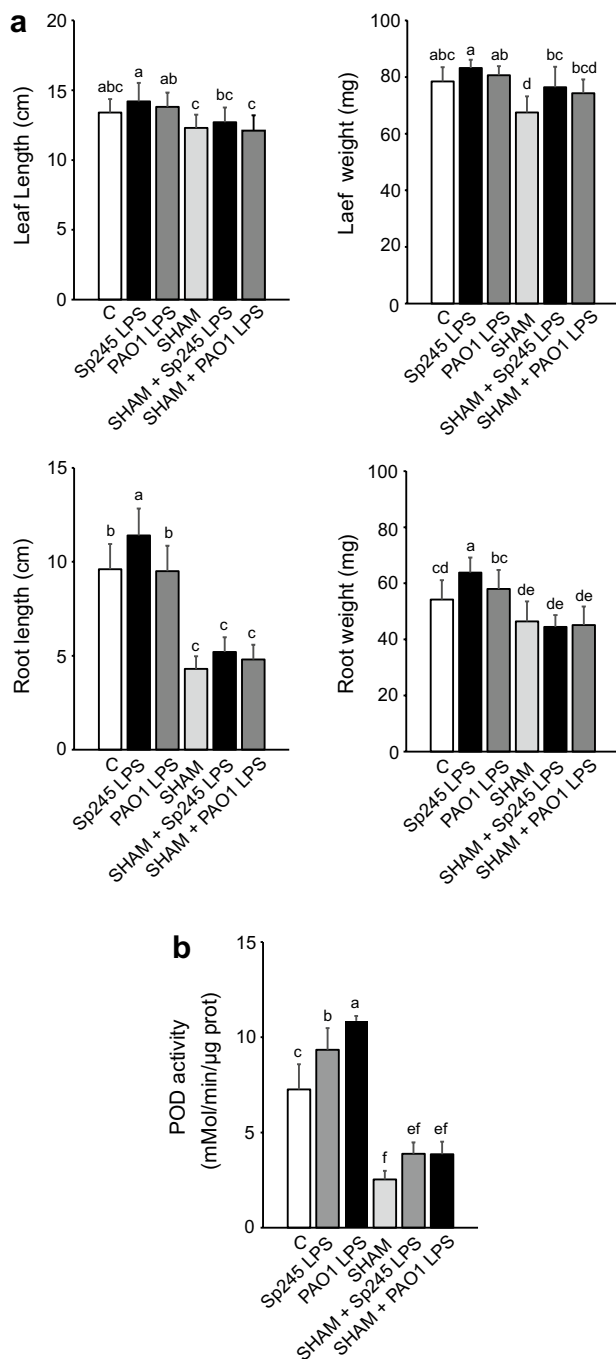 a
20
15
10
5
0
Leaf Length (cm)
abc
a
ab
c
bc
c
C
Sp245 LPS
PAO1 LPS
SHAM
SHAM + Sp245 LPS
SHAM + PAO1 LPS
100
80
60
40
20
0
Laef weight (mg)
abc
a
ab
d
bc
bcd
C
Sp245 LPS
PAO1 LPS
SHAM
SHAM + Sp245 LPS
SHAM + PAO1 LPS
15
10
5
0
Root length (cm)
b
a
b
c
c
c
C
Sp245 LPS
PAO1 LPS
SHAM
SHAM + Sp245 LPS
SHAM + PAO1 LPS
100
80
60
40
20
0
Root weight (mg)
cd
a
bc
de
de
de
C
Sp245 LPS
PAO1 LPS
SHAM
SHAM + Sp245 LPS
SHAM + PAO1 LPS
b
15
10
5
0
POD activity
(mMol/min/µg prot)
c
b
a
f
ef
ef
C
Sp245 LPS
PAO1 LPS
SHAM
SHAM + Sp245 LPS
SHAM + PAO1 LPS